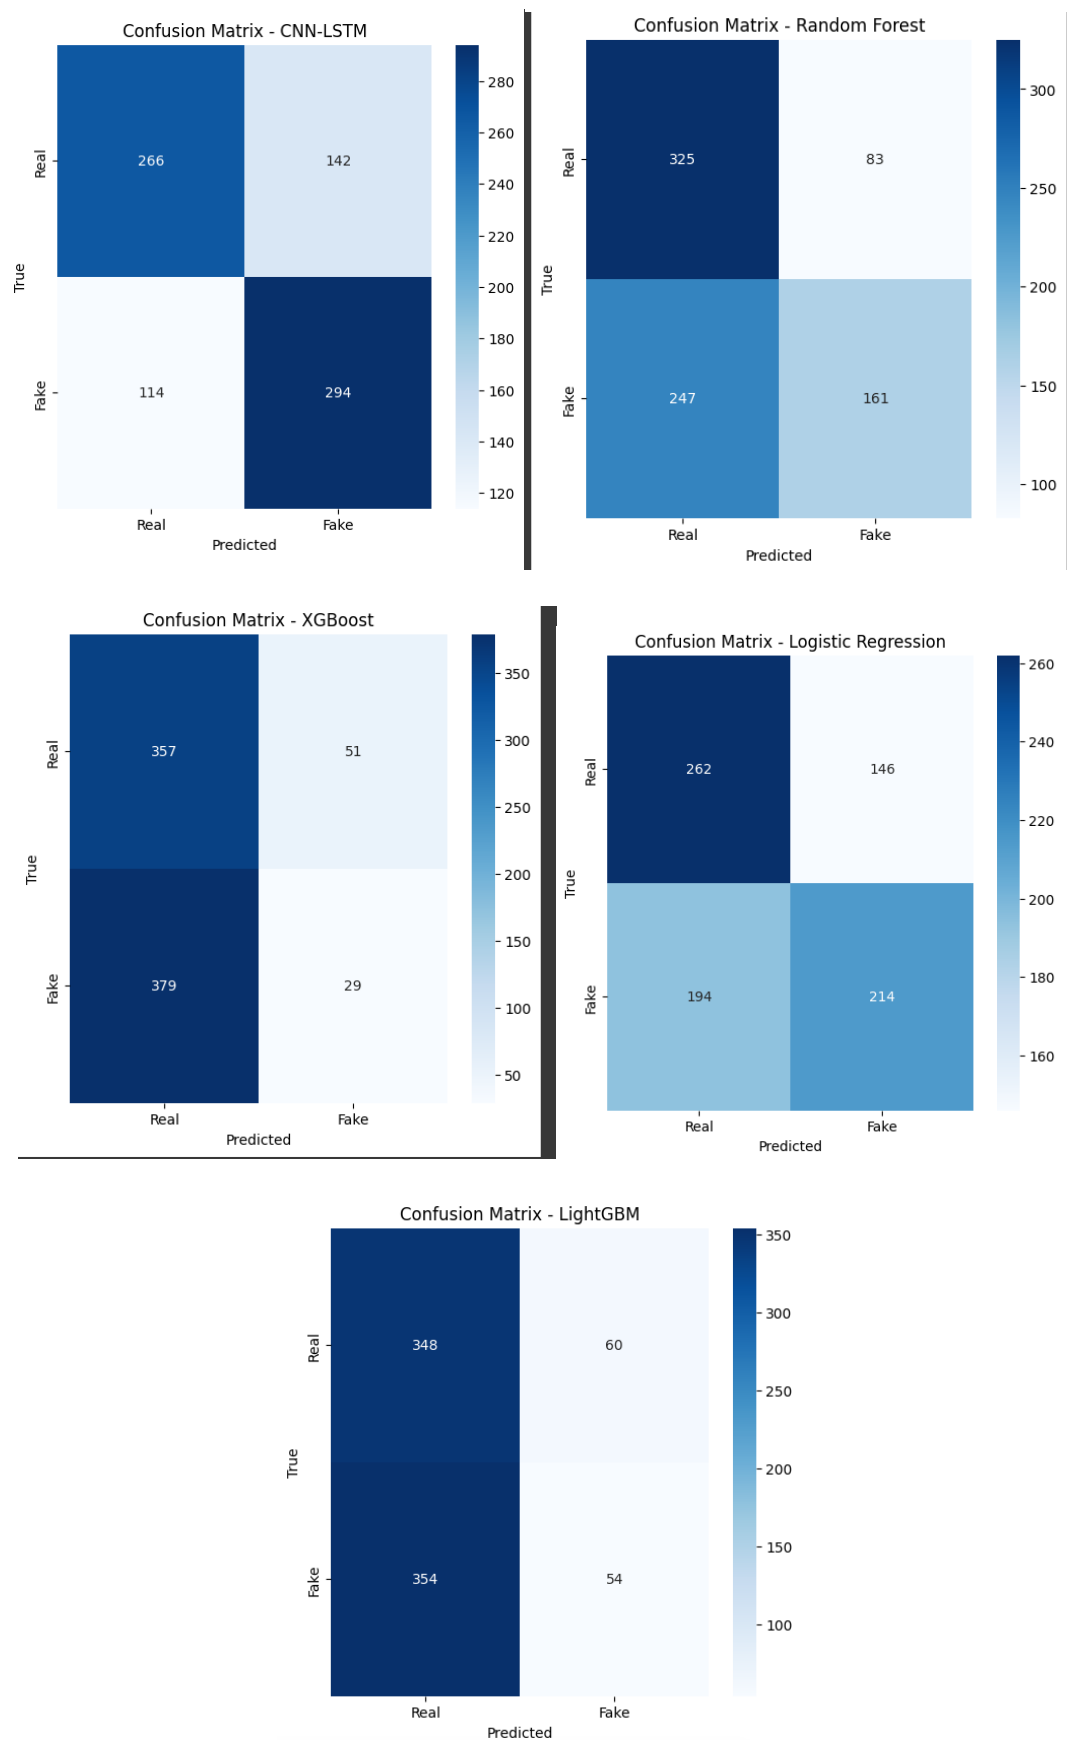 Confusion Matrix - CNN-LSTM
280
260
240
220
200
180
160
140
120
True
Real
Fake
266
142
114
294
Real
Fake
Predicted
Confusion Matrix - Random Forest
300
250
200
150
100
True
Real
Fake
325
83
247
161
Real
Fake
Predicted
Confusion Matrix - XGBoost
350
300
250
200
150
100
50
True
Real
Fake
357
51
379
29
Real
Fake
Predicted
Confusion Matrix - Logistic Regression
260
240
220
200
180
160
True
Real
Fake
262
146
194
214
Real
Fake
Predicted
Confusion Matrix - LightGBM
350
300
250
200
150
100
True
Real
Fake
348
60
354
54
Real
Fake
Predicted